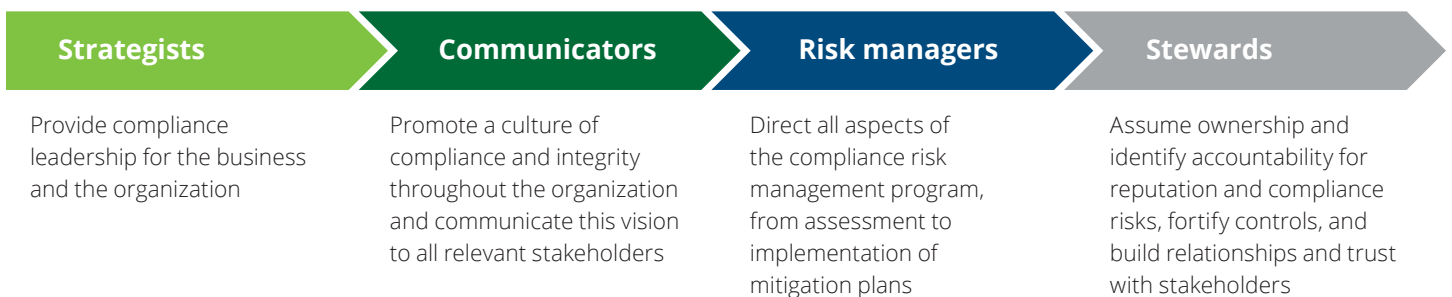 Strategists
Provide compliance
leadership for the business
and the organization
Communicators
Promote a culture of
compliance and integrity
throughout the organization
and communicate this vision
to all relevant stakeholders
Risk managers
Direct all aspects of
the compliance risk
management program,
from assessment to
implementation of
mitigation plans
Stewards
Assume ownership and
identify accountability for
reputation and compliance
risks, fortify controls, and
build relationships and trust
with stakeholders